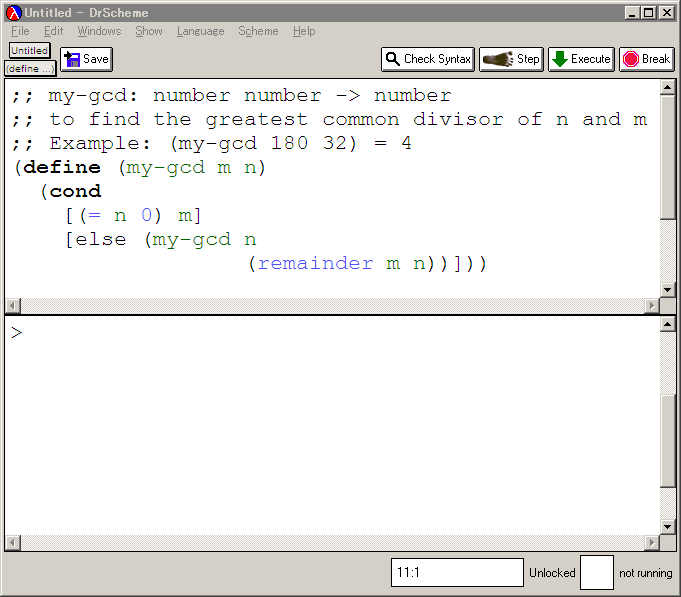 Untitled - DrScheme
File Edit Windows Show Language Scheme Help
Untitled
(define ...)
Save
Check Syntax
Step
Execute
Break
;; my-gcd: number number -> number
;; to find the greatest common divisor of n and m
;; Example: (my-gcd 180 32) = 4
(define (my-gcd m n)
  (cond
    [(= n 0) m]
    [else (my-gcd n
                   (remainder m n))]))
>
11:1
Unlocked
not running